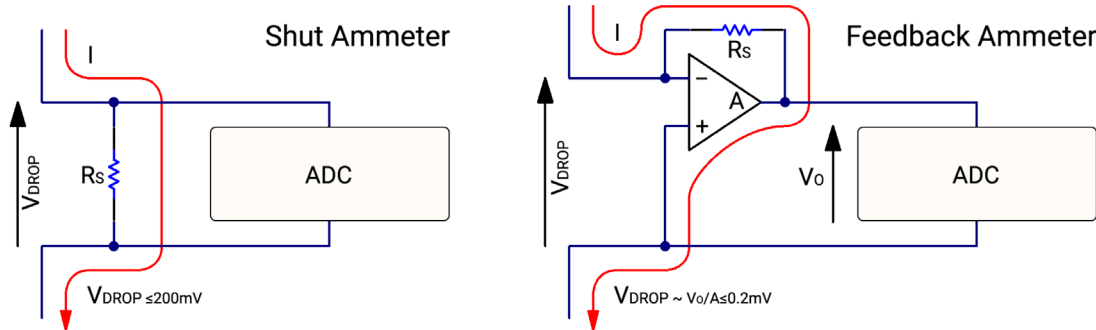 Shut Ammeter
I
VDROP
RS
ADC
VDROP ≤200mV
Feedback Ammeter
I
RS
−
A
+
VDROP
VO
ADC
VDROP ~ VO/A≤0.2mV